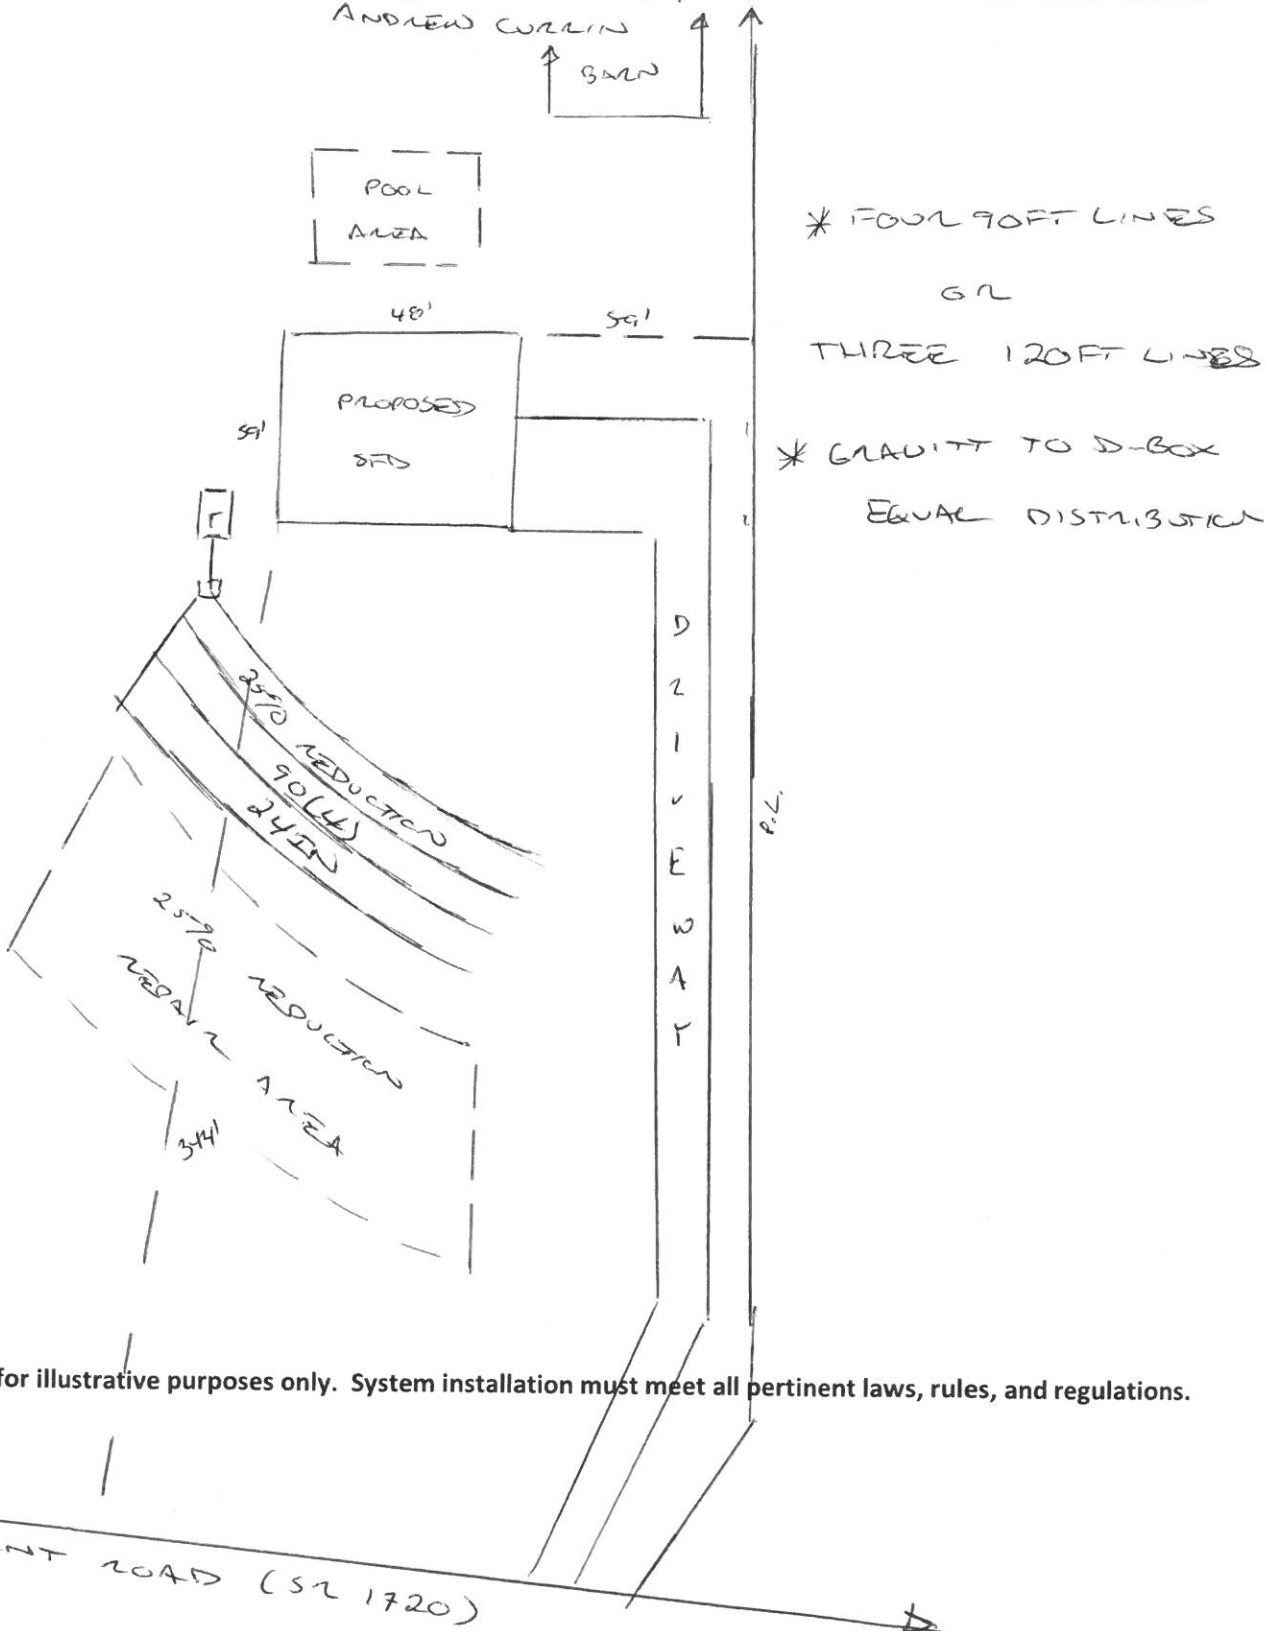 ANDREW CURRIN
BARN
POOL
AREA
* FOUR 90FT LINES
OR
THREE 120FT LINES
48'
59'
PROPOSED
SFD
59'
* GRAVITY TO D-BOX
EQUAL DISTRIBUTION
T
DRIVEWAY
P.L.
25% REDUCTION
90(4)
24IN
25% REDUCTION
REPAIR AREA
344'
for illustrative purposes only. System installation must meet all pertinent laws, rules, and regulations.
NT ROAD (SR 1720)